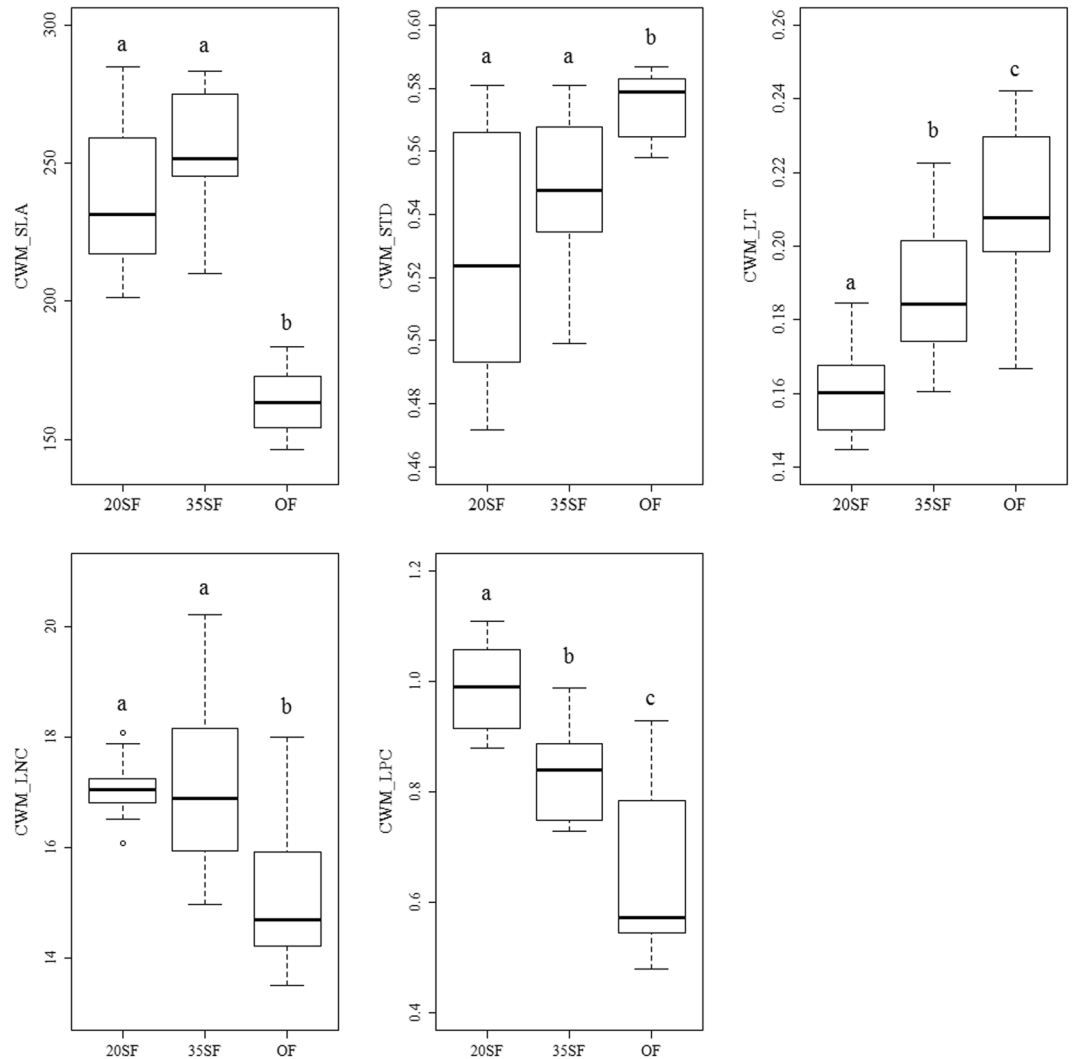 CWM_SLA
300
250
200
150
a
a
b
20SF
35SF
OF
CWM_STD
0.60
0.58
0.56
0.54
0.52
0.50
0.48
0.46
a
a
b
20SF
35SF
OF
CWM_LT
0.26
0.24
0.22
0.20
0.18
0.16
0.14
a
b
c
20SF
35SF
OF
CWM_LNC
20
18
16
14
a
a
b
20SF
35SF
OF
CWM_LPC
1.2
1.0
0.8
0.6
0.4
a
b
c
20SF
35SF
OF